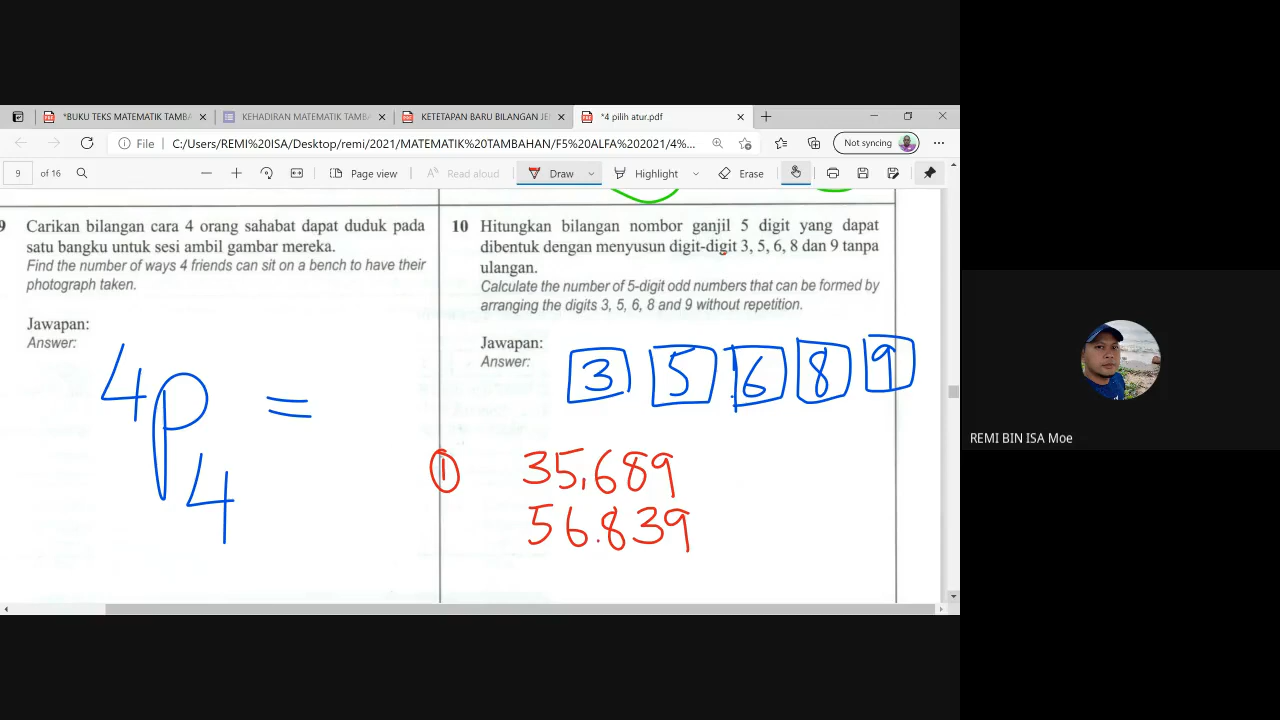 *BUKU TEKS MATEMATIK TAMBA
KEHADIRAN MATEMATIK TAMBA
KETETAPAN BARU BILANGAN JE
*4 pilih atur.pdf
File
C:/Users/REMI%20ISA/Desktop/remi/2021/MATEMATIK%20TAMBAHAN/F5%20ALFA%202021/4%...
Not syncing
9 of 16
Page view
Read aloud
Draw
Highlight
Erase
9 Carikan bilangan cara 4 orang sahabat dapat duduk pada
satu bangku untuk sesi ambil gambar mereka.
Find the number of ways 4 friends can sit on a bench to have their
photograph taken.
Jawapan:
Answer:
4P4 =
10 Hitungkan bilangan nombor ganjil 5 digit yang dapat
dibentuk dengan menyusun digit-digit 3, 5, 6, 8 dan 9 tanpa
ulangan.
Calculate the number of 5-digit odd numbers that can be formed by
arranging the digits 3, 5, 6, 8 and 9 without repetition.
Jawapan:
Answer:
3 5 6 8 9
① 35,689
56.839
REMI BIN ISA Moe